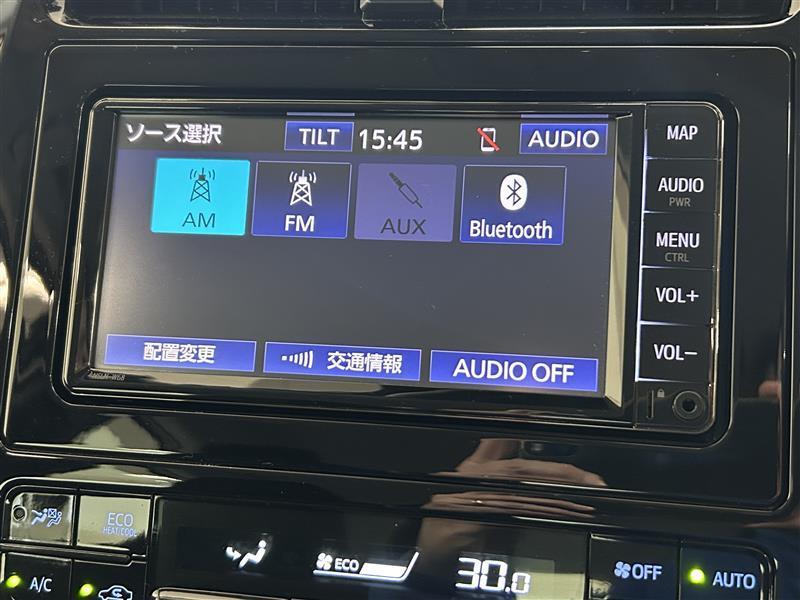 ソース選択
TILT
15:45
AUDIO
AM
FM
AUX
Bluetooth
配置変更
交通情報
AUDIO OFF
MAP
AUDIO
PWR
MENU
CTRL
VOL+
VOL-
ECO
HEAT/COOL
ECO
30.0
OFF
AUTO
A/C